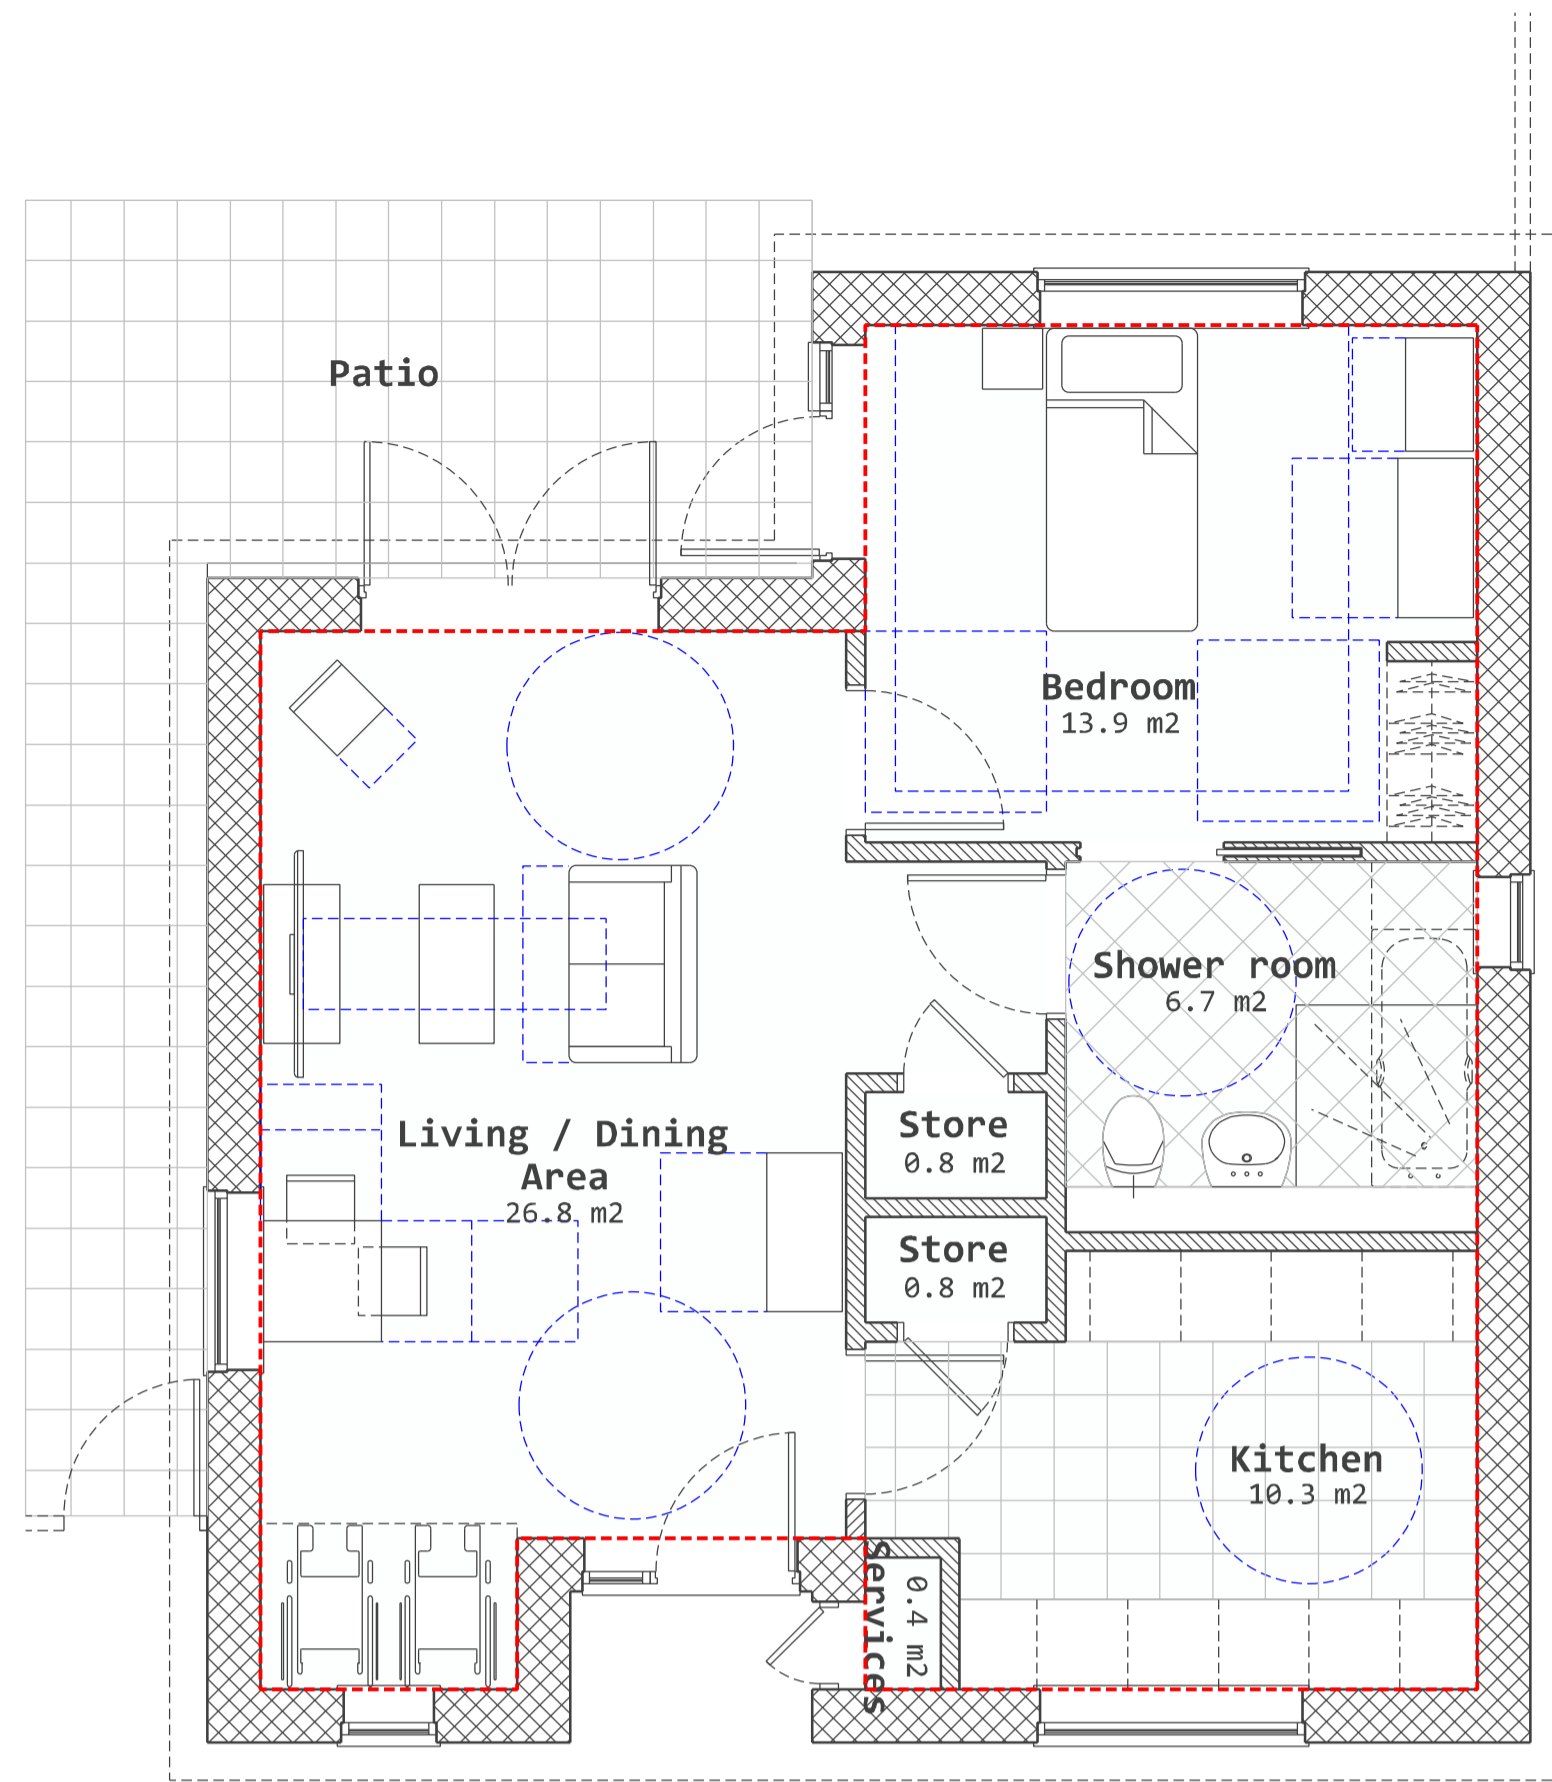 Patio
Bedroom
13.9 m2
Shower room
6.7 m2
Living / Dining
Area
26.8 m2
Store
0.8 m2
Store
0.8 m2
Kitchen
10.3 m2
Services
0.4 m2